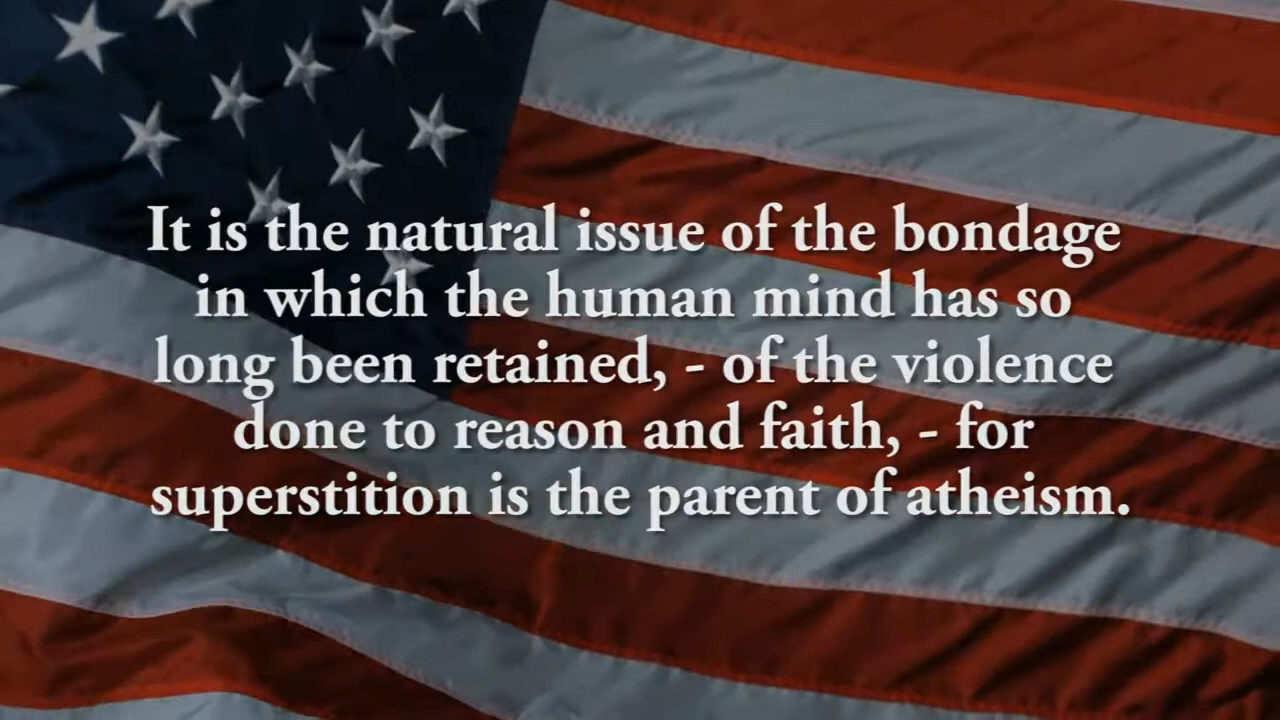 It is the natural issue of the bondage
in which the human mind has so
long been retained, - of the violence
done to reason and faith, - for
superstition is the parent of atheism.